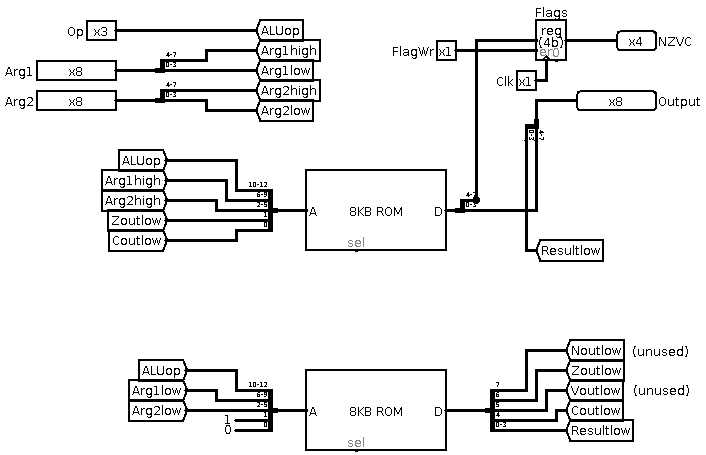 Flags
Op x3 ALUop
reg
(4b)
x4 NZVC
Arg1high
FlagWr x1
4-7
0-3
Arg1 x8 Arg1low
Clk x1
Arg2high
4-7
0-3
Arg2 x8
x8 Output
Arg2low
0-3
4-7
ALUop
Arg1high
Arg2high
Zoutlow
Coutlow
10-12
6-9
2-5
1
0
A 8KB ROM D
sel
4-7
0-3
Resultlow
ALUop
Arg1low
Arg2low
1
0
10-12
6-9
2-5
1
0
A 8KB ROM D
sel
7
6
5
4
0-3
Noutlow (unused)
Zoutlow
Voutlow (unused)
Coutlow
Resultlow